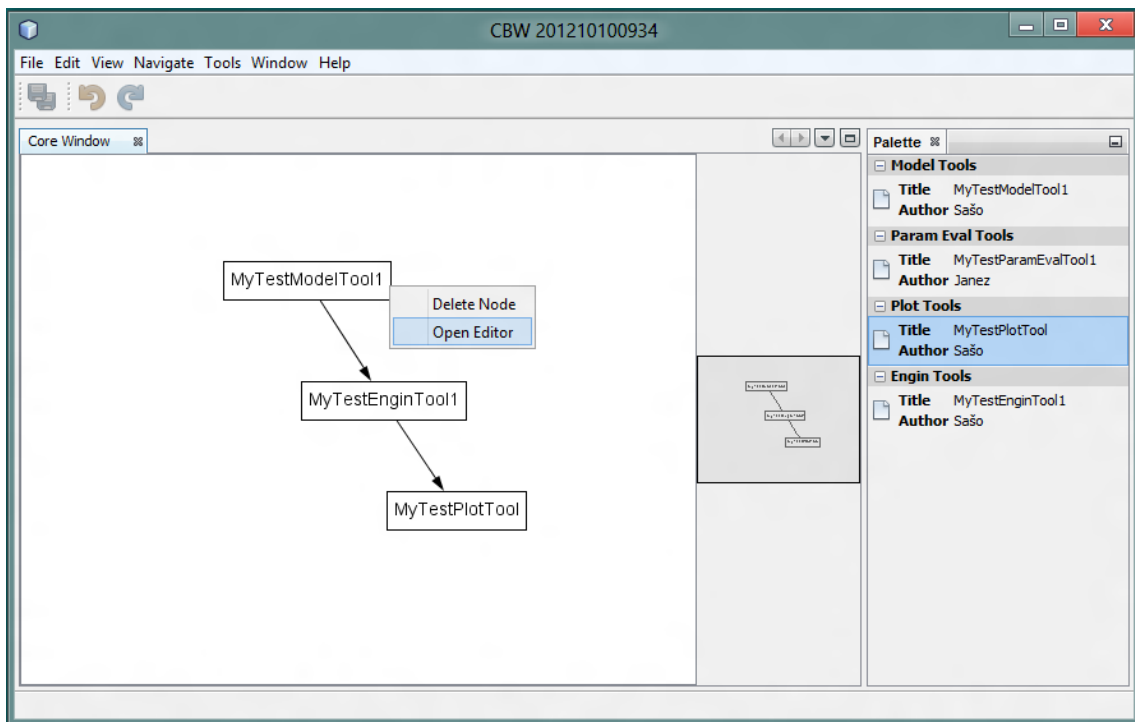 CBW 201210100934
File Edit View Navigate Tools Window Help
Core Window
Palette
Model Tools
Title MyTestModelTool1
Author Sašo
Param Eval Tools
Title MyTestParamEvalTool1
Author Janez
Plot Tools
Title MyTestPlotTool
Author Sašo
Engin Tools
Title MyTestEnginTool1
Author Sašo
MyTestModelTool1
Delete Node
Open Editor
MyTestEnginTool1
MyTestPlotTool